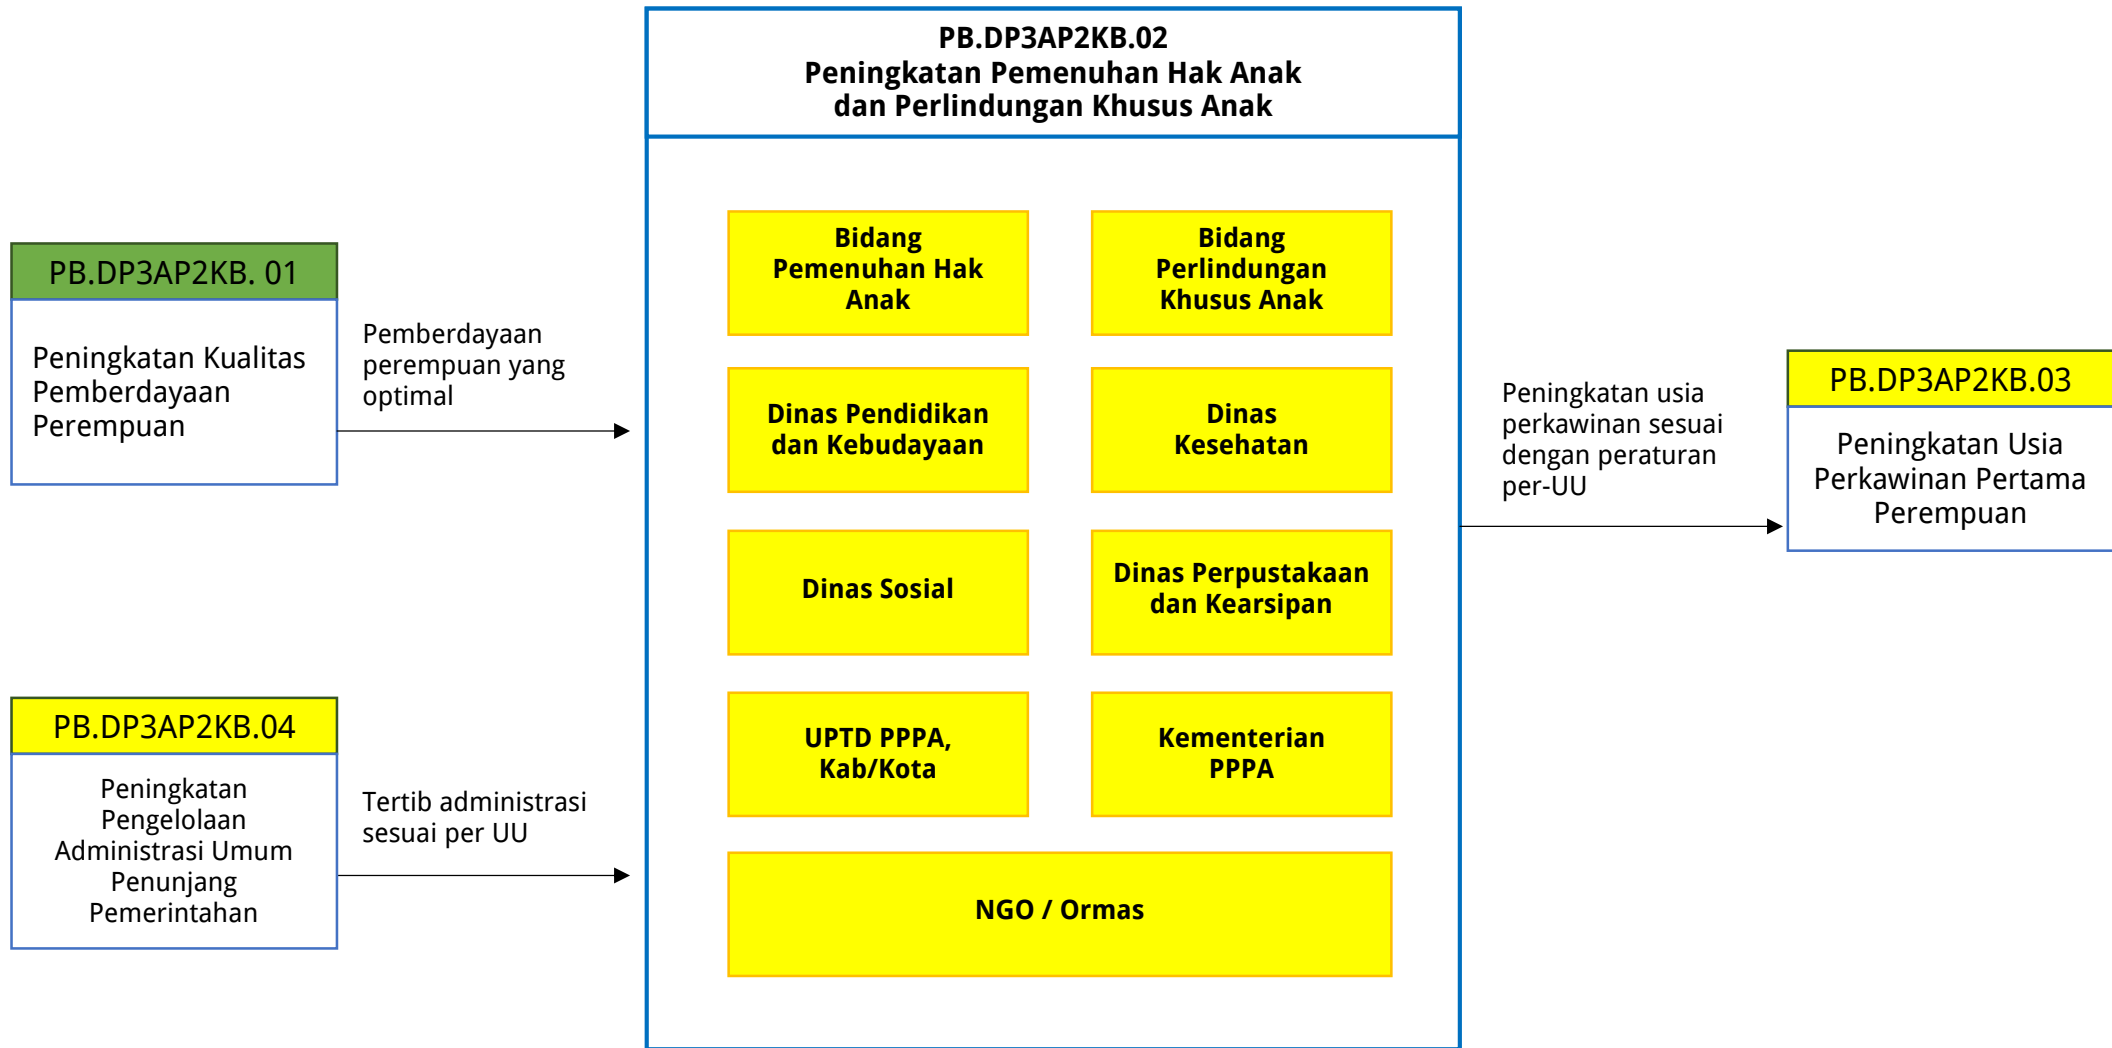 PB.DP3AP2KB.02
Peningkatan Pemenuhan Hak Anak
dan Perlindungan Khusus Anak
PB.DP3AP2KB. 01
Peningkatan Kualitas
Pemberdayaan
Perempuan
Pemberdayaan
perempuan yang
optimal
PB.DP3AP2KB.04
Peningkatan
Pengelolaan
Administrasi Umum
Penunjang
Pemerintahan
Tertib administrasi
sesuai per UU
Bidang
Pemenuhan Hak
Anak
Bidang
Perlindungan
Khusus Anak
Dinas Pendidikan
dan Kebudayaan
Dinas
Kesehatan
Dinas Sosial
Dinas Perpustakaan
dan Kearsipan
UPTD PPPA,
Kab/Kota
Kementerian
PPPA
NGO / Ormas
Peningkatan usia
perkawinan sesuai
dengan peraturan
per-UU
PB.DP3AP2KB.03
Peningkatan Usia
Perkawinan Pertama
Perempuan